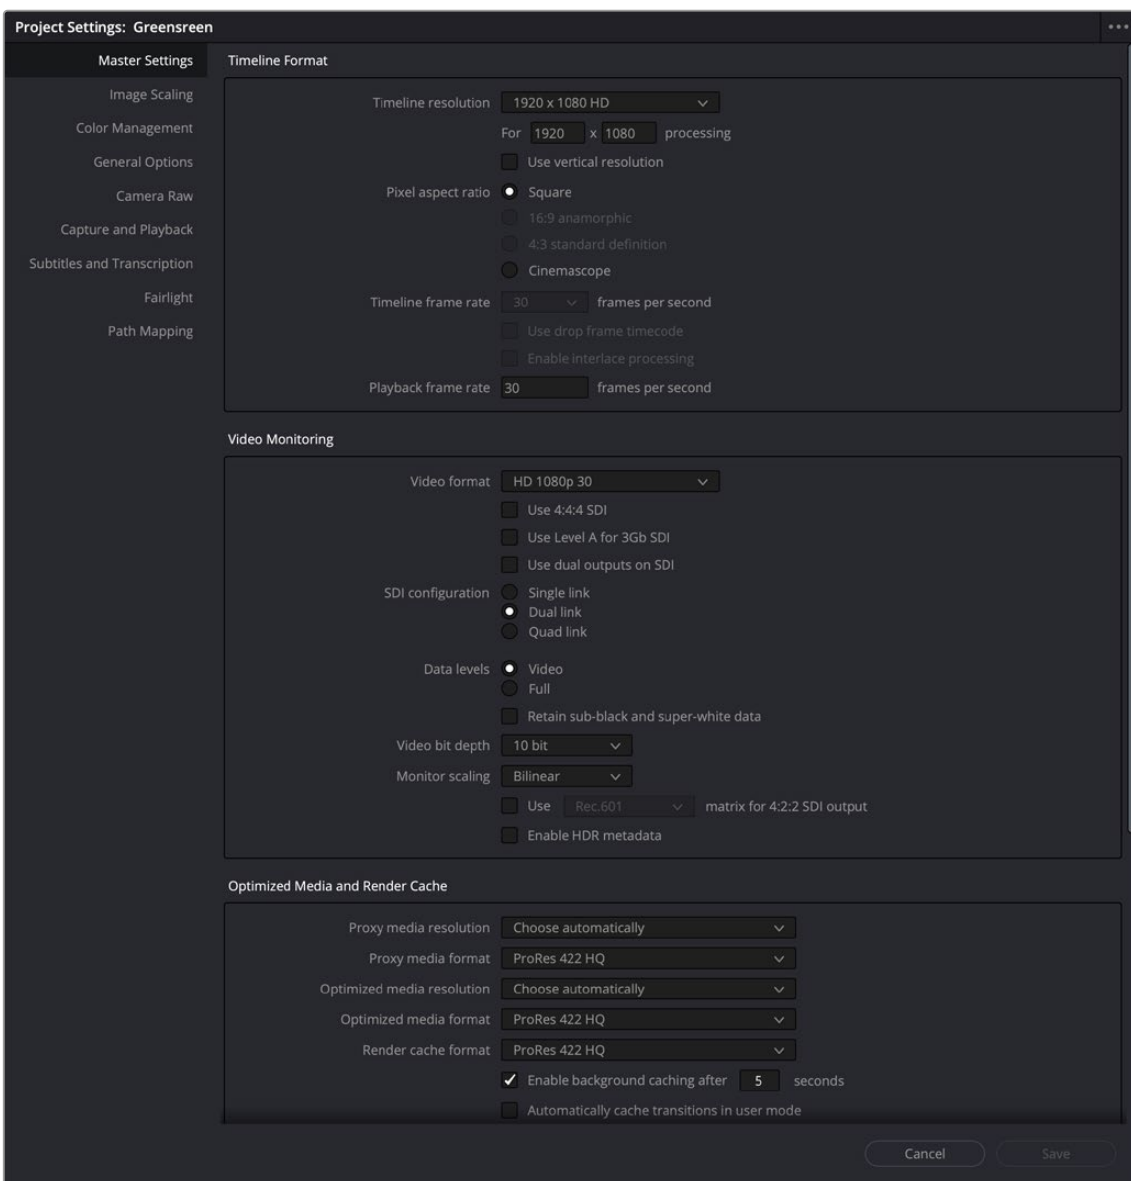 Project Settings: Greensreen
Master Settings
Image Scaling
Color Management
General Options
Camera Raw
Capture and Playback
Subtitles and Transcription
Fairlight
Path Mapping
Timeline Format
Timeline resolution 1920 x 1080 HD
For 1920 x 1080 processing
Use vertical resolution
Pixel aspect ratio Square
16:9 anamorphic
4:3 standard definition
Cinemascope
Timeline frame rate 30 frames per second
Use drop frame timecode
Enable interlace processing
Playback frame rate 30 frames per second
Video Monitoring
Video format HD 1080p 30
Use 4:4:4 SDI
Use Level A for 3Gb SDI
Use dual outputs on SDI
SDI configuration Single link
Dual link
Quad link
Data levels Video
Full
Retain sub-black and super-white data
Video bit depth 10 bit
Monitor scaling Bilinear
Use Rec.601 matrix for 4:2:2 SDI output
Enable HDR metadata
Optimized Media and Render Cache
Proxy media resolution Choose automatically
Proxy media format ProRes 422 HQ
Optimized media resolution Choose automatically
Optimized media format ProRes 422 HQ
Render cache format ProRes 422 HQ
Enable background caching after 5 seconds
Automatically cache transitions in user mode
Cancel Save